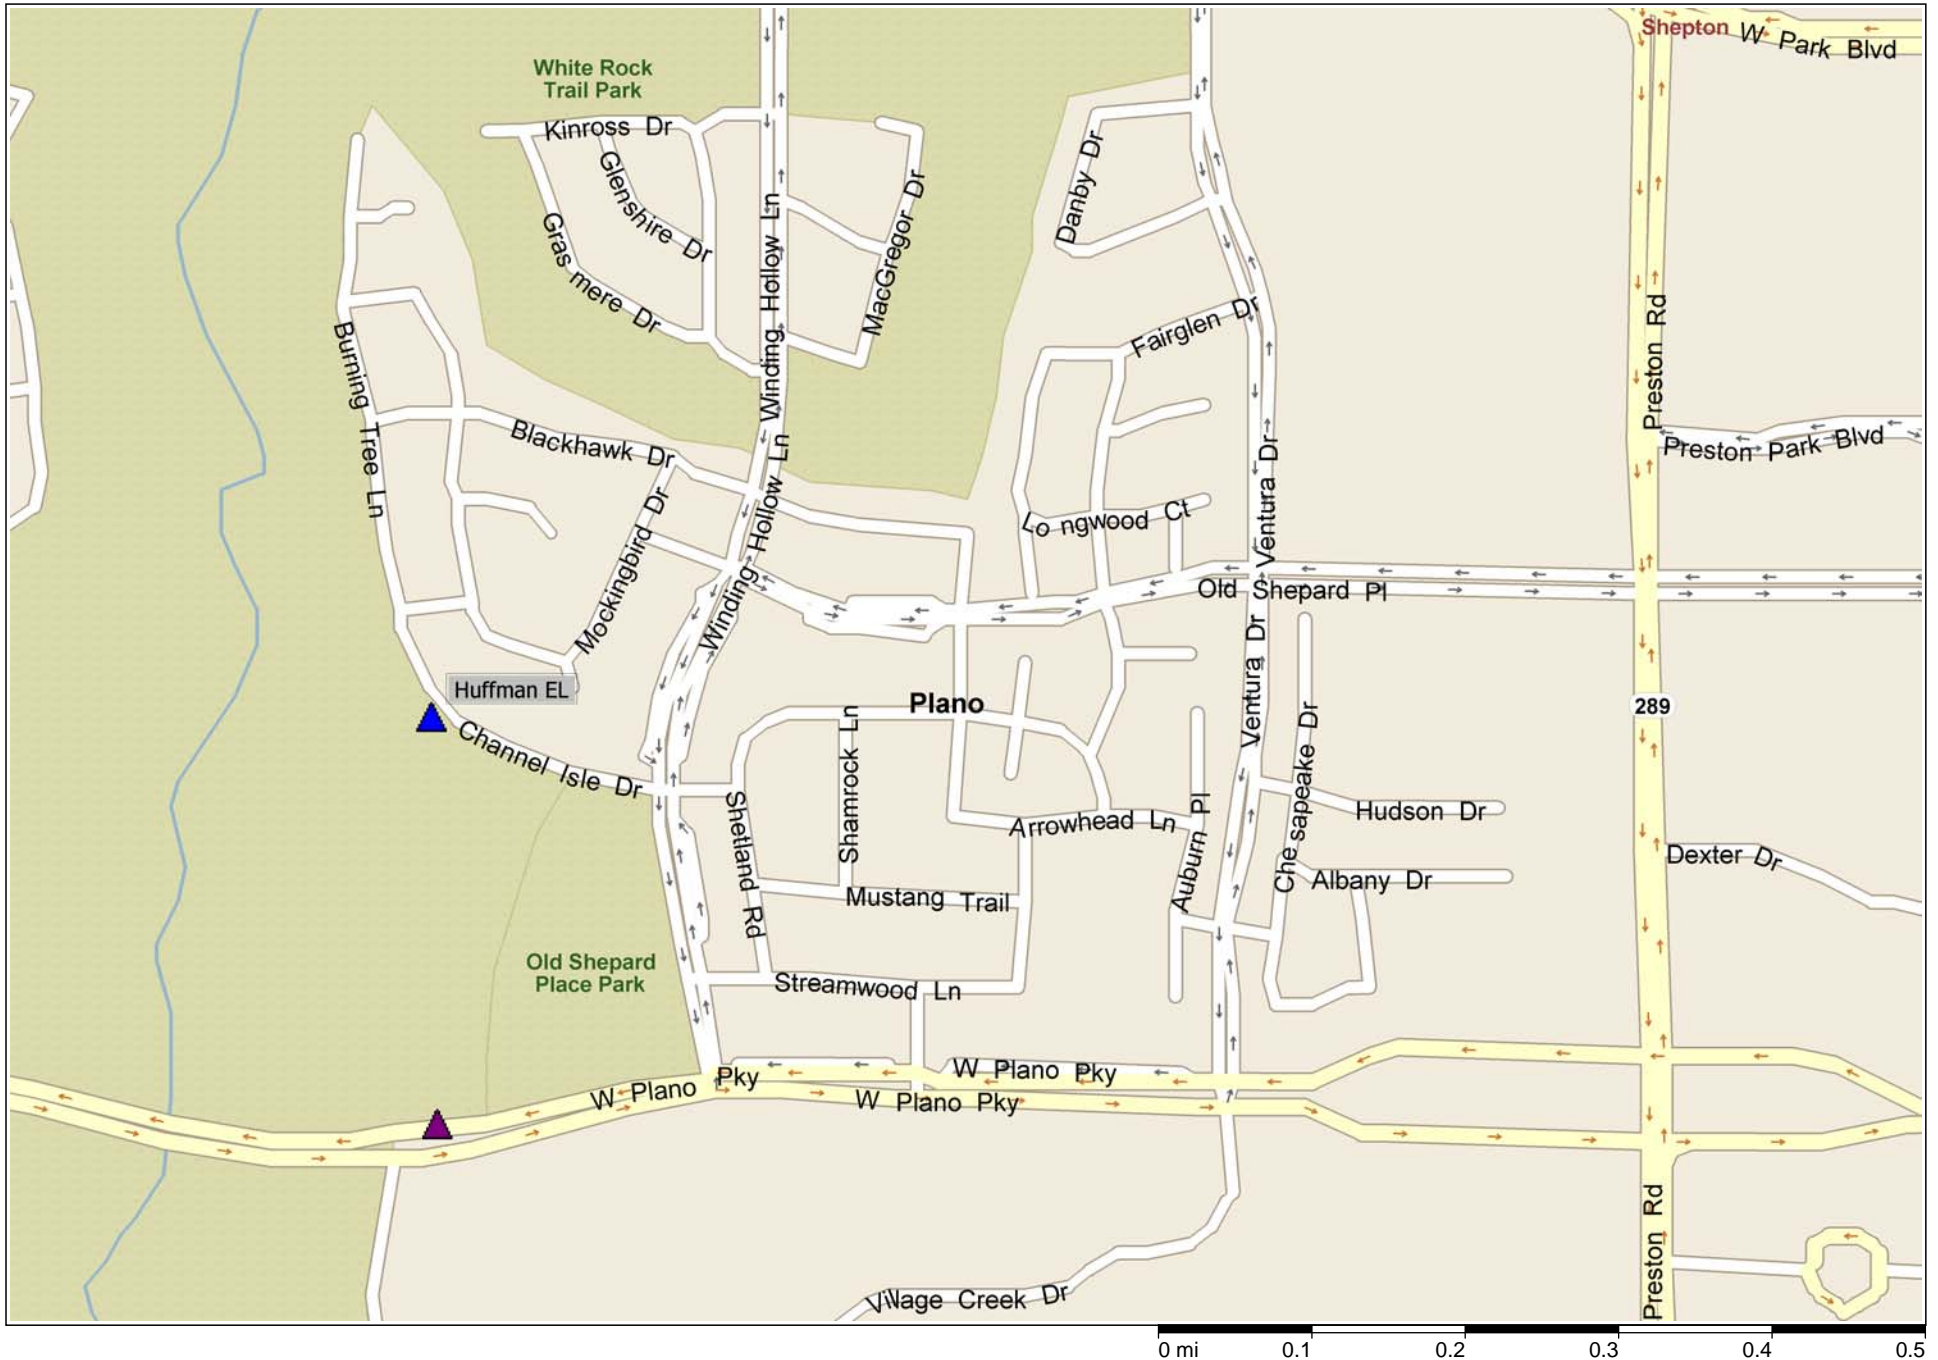 Shepton
W Park Blvd
White Rock
Trail Park
Kinross Dr
Glenshire Dr
Gras mere Dr
Winding Hollow Ln
MacGregor Dr
Danby Dr
Fairglen Dr
Burning Tree Ln
Blackhawk Dr
Winding Hollow Ln
Mockingbird Dr
Lo ngwood Ct
Ventura Dr
Preston Rd
Preston Park Blvd
Old Shepard Pl
Winding
Huffman EL
Channel Isle Dr
Plano
Shamrock Ln
Shetland Rd
Arrowhead Ln
Auburn Pl
Ventura Dr
Che sapeake Dr
Hudson Dr
Albany Dr
289
Dexter Dr
Mustang Trail
Old Shepard
Place Park
Streamwood Ln
W Plano Pky
W Plano Pky
W Plano Pky
Village Creek Dr
Preston Rd
0 mi 0.1 0.2 0.3 0.4 0.5